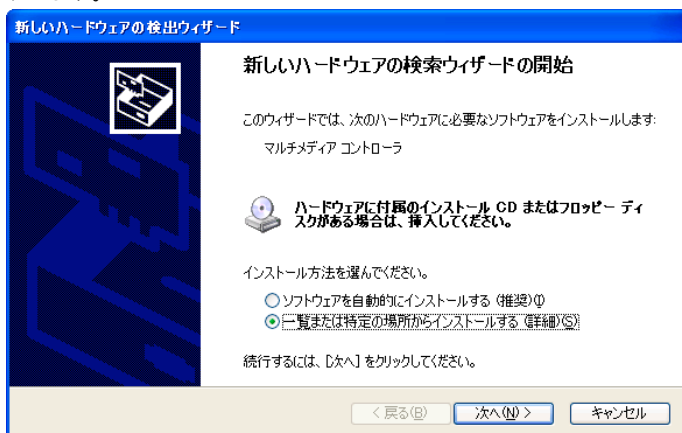 新しいハードウェアの検出ウィザード
新しいハードウェアの検索ウィザードの開始
このウィザードでは、次のハードウェアに必要なソフトウェアをインストールします:
マルチメディア コントローラ
ハードウェアに付属のインストール CD またはフロッピー ディ
スクがある場合は、挿入してください。
インストール方法を選んでください。
ソフトウェアを自動的にインストールする (推奨)(I)
一覧または特定の場所からインストールする (詳細)(S)
続行するには、[次へ] をクリックしてください。
< 戻る(B) 次へ(N) > キャンセル